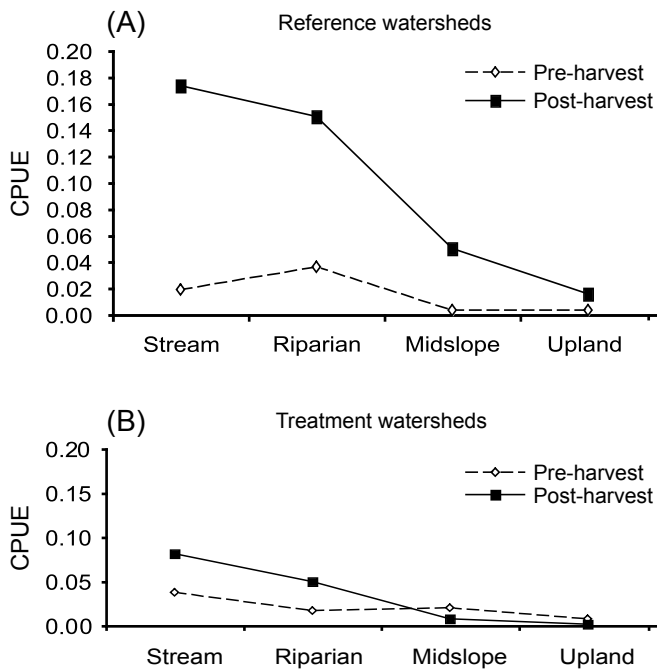 (A) Reference watersheds
0.20
0.18
0.16
0.14
0.12
0.10
0.08
0.06
0.04
0.02
0.00
CPUE
Pre-harvest
Post-harvest
Stream Riparian Midslope Upland
(B) Treatment watersheds
0.20
0.15
0.10
0.05
0.00
CPUE
Pre-harvest
Post-harvest
Stream Riparian Midslope Upland